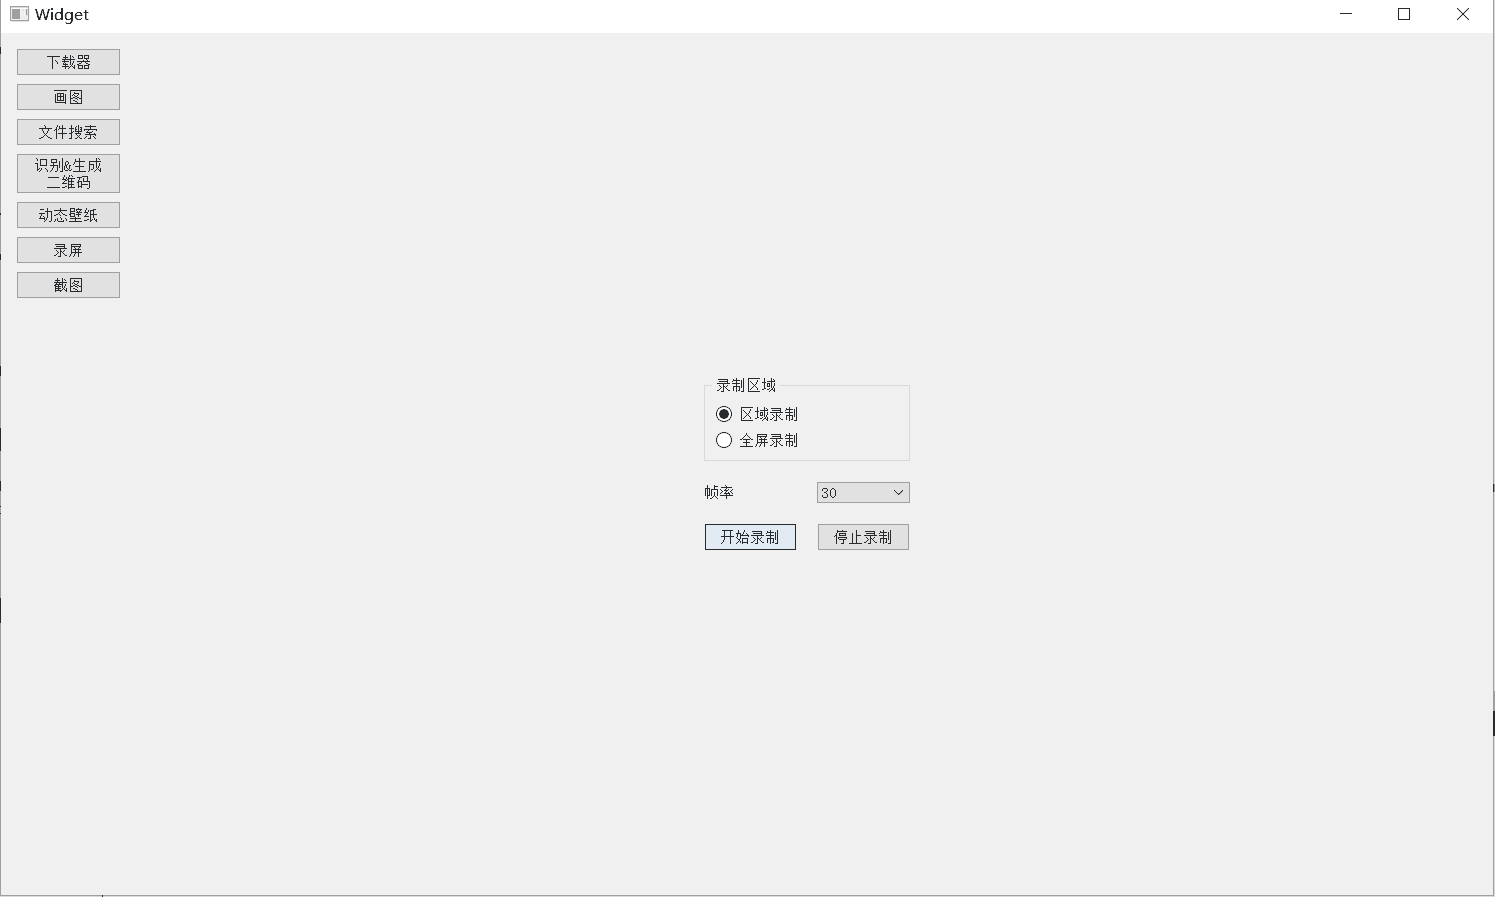 Widget
下载器
画图
文件搜索
识别&生成
二维码
动态壁纸
录屏
截图
录制区域
区域录制
全屏录制
帧率
30
开始录制
停止录制